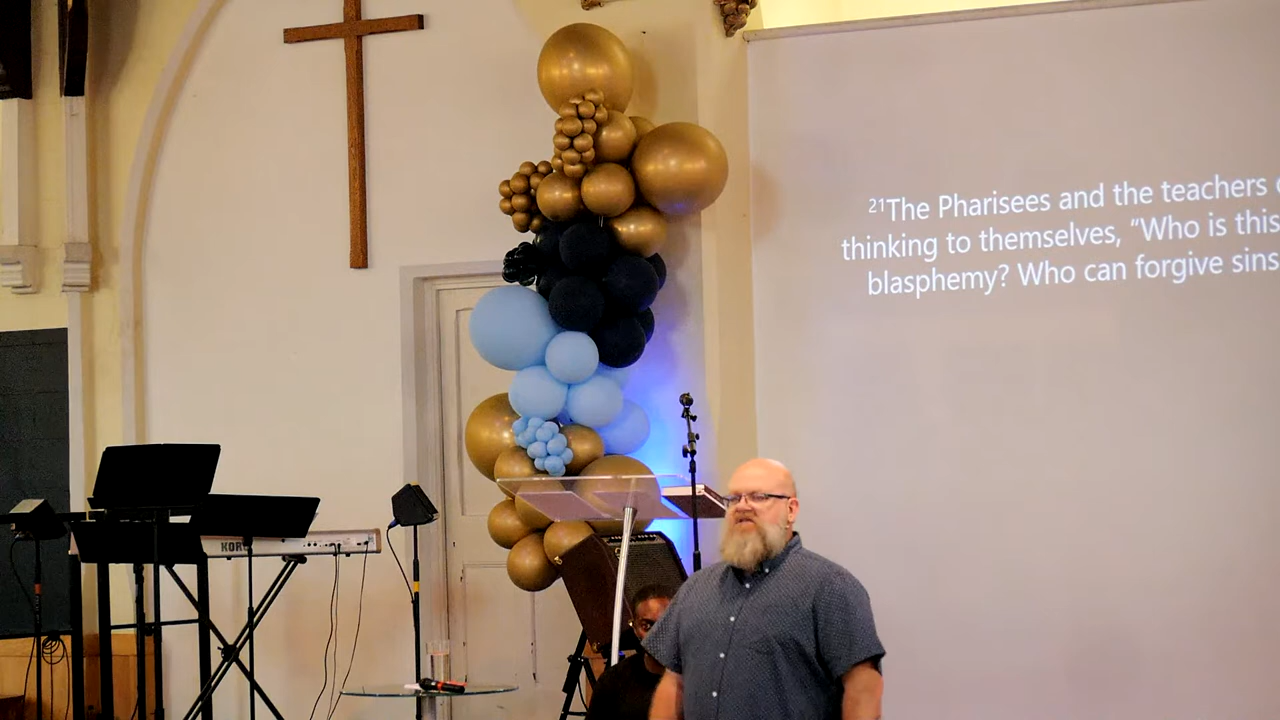 ²¹The Pharisees and the teachers
thinking to themselves, “Who is this
blasphemy? Who can forgive sins
KORG